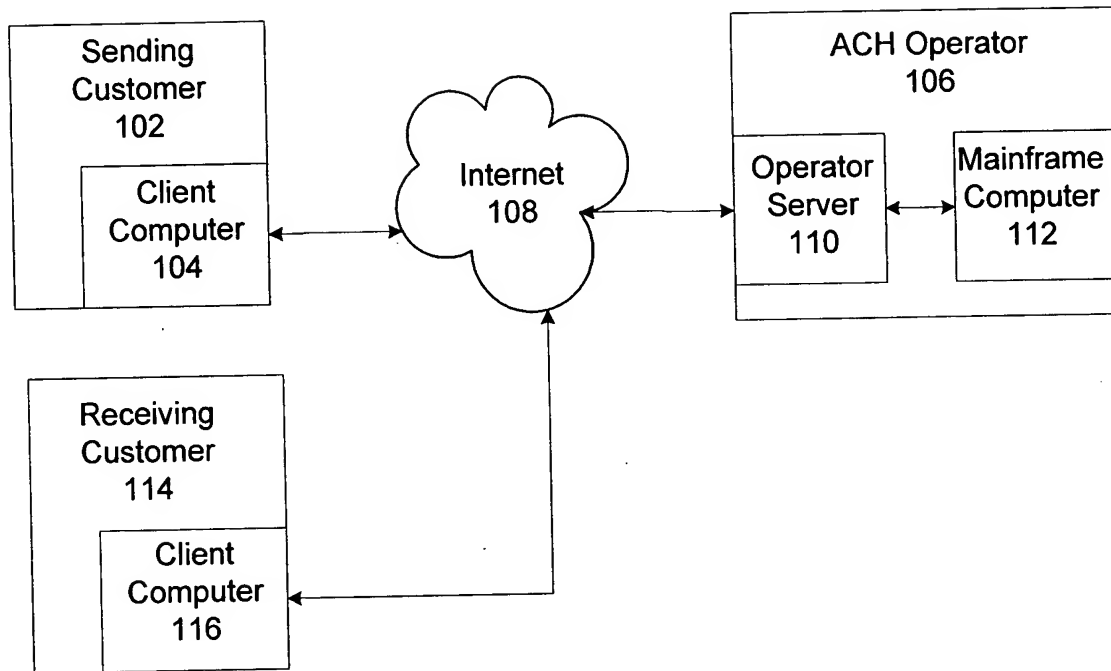 Sending
Customer
102
Client
Computer
104
Internet
108
ACH Operator
106
Operator
Server
110
Mainframe
Computer
112
Receiving
Customer
114
Client
Computer
116